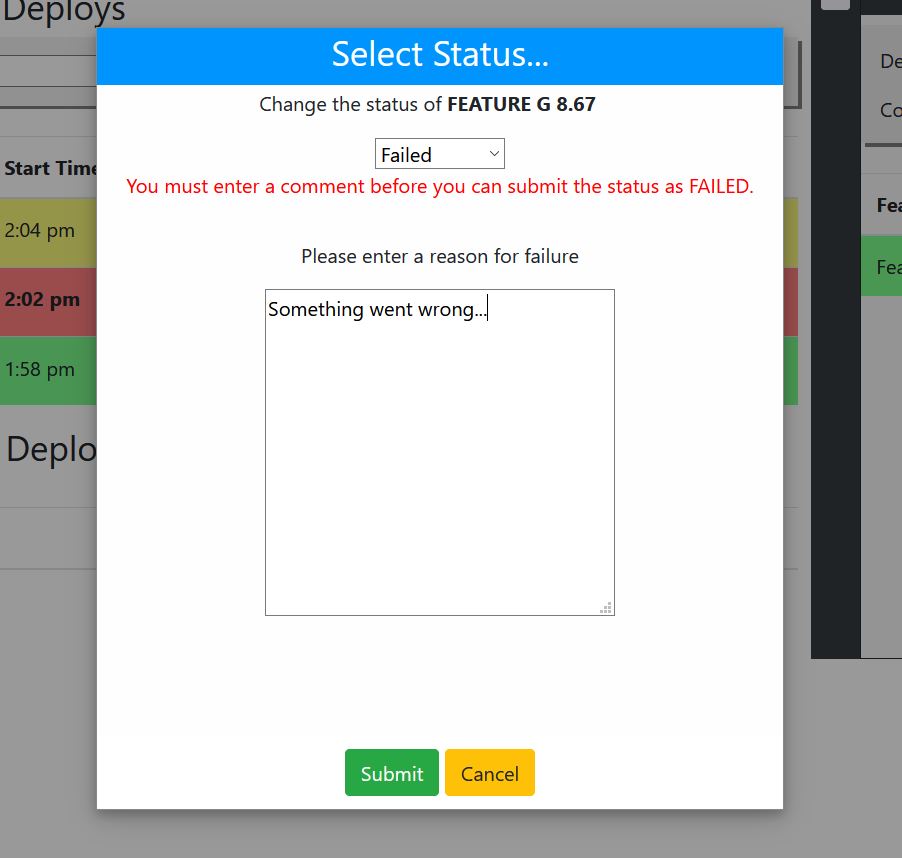 Deploys
Select Status...
Change the status of FEATURE G 8.67
Failed
You must enter a comment before you can submit the status as FAILED.
Please enter a reason for failure
Something went wrong...
Submit
Cancel
Start Time
2:04 pm
2:02 pm
1:58 pm
Deplo
De
Co
Fea
Fea